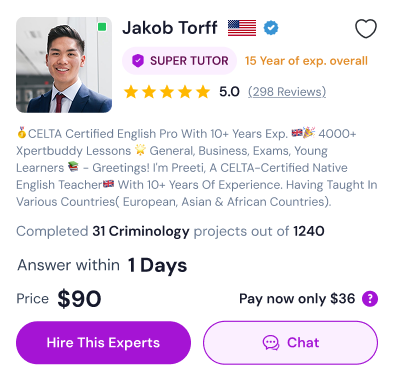 Jakob Torff
SUPER TUTOR
15 Year of exp. overall
5.0 (298 Reviews)
🏅CELTA Certified English Pro With 10+ Years Exp. 🇬🇧🎉 4000+
Xpertbuddy Lessons 🌟 General, Business, Exams, Young
Learners 📚 - Greetings! I'm Preeti, A CELTA-Certified Native
English Teacher🇬🇧 With 10+ Years Of Experience. Having Taught In
Various Countries( European, Asian & African Countries).
Completed 31 Criminology projects out of 1240
Answer within 1 Days
Price $90
Pay now only $36 ?
Hire This Experts
Chat